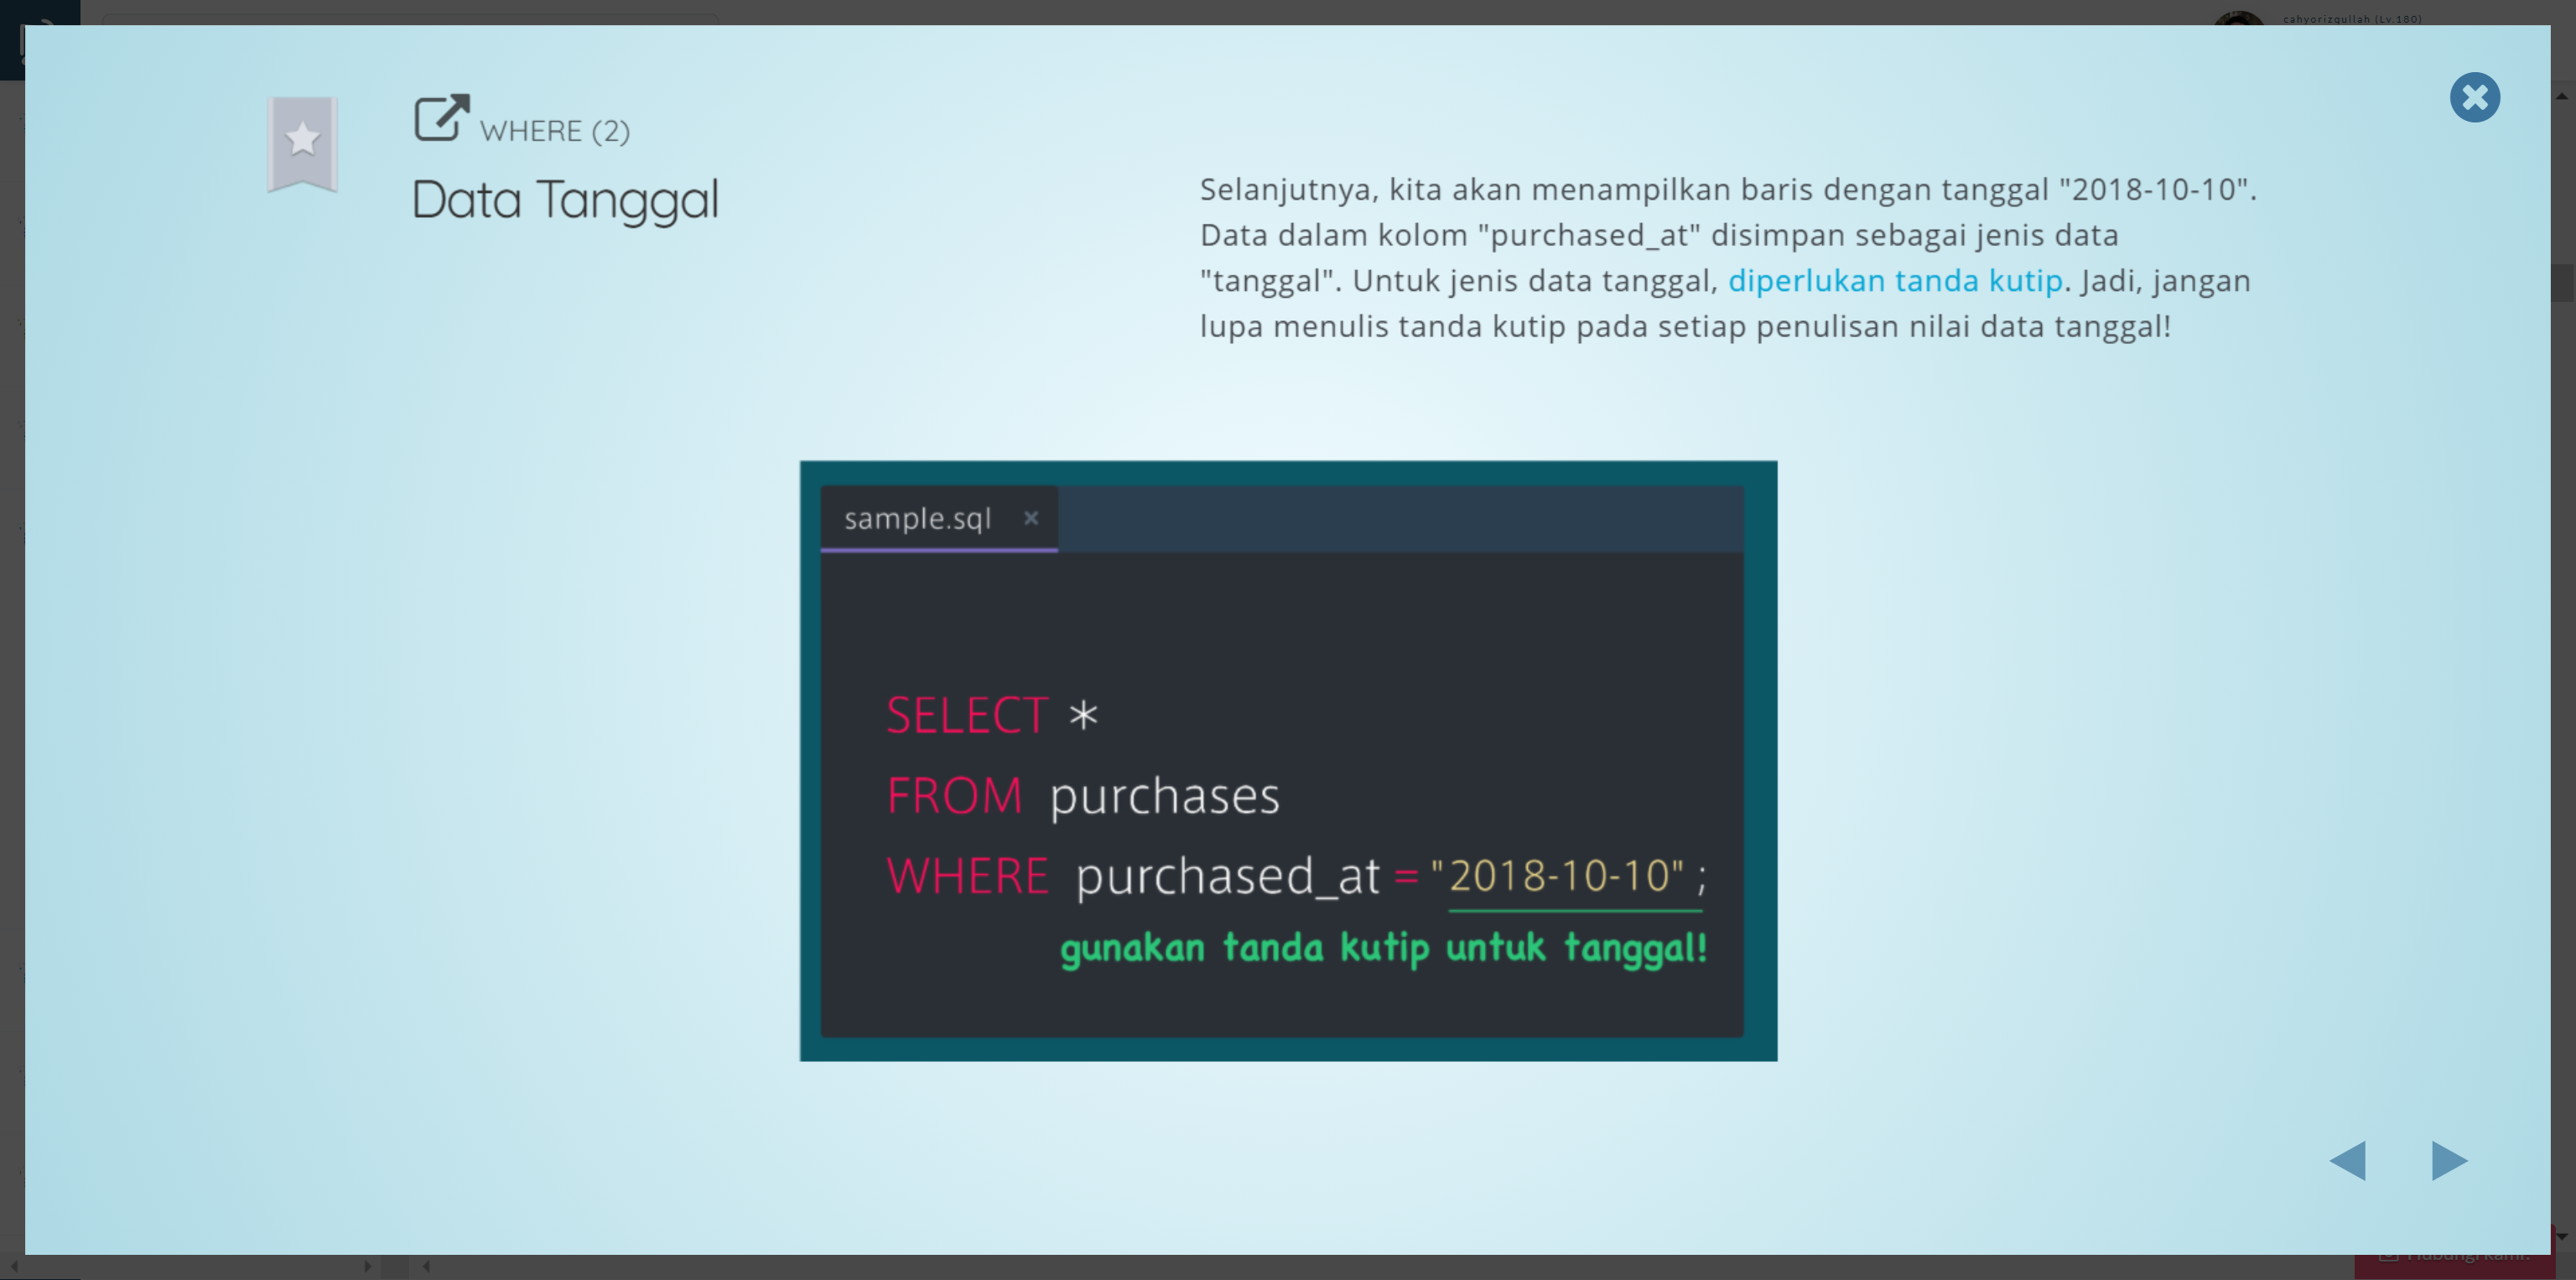 cahyorizqullah (Lv.180)
WHERE (2)
Data Tanggal
Selanjutnya, kita akan menampilkan baris dengan tanggal "2018-10-10".
Data dalam kolom "purchased_at" disimpan sebagai jenis data
"tanggal". Untuk jenis data tanggal, diperlukan tanda kutip. Jadi, jangan
lupa menulis tanda kutip pada setiap penulisan nilai data tanggal!
sample.sql ×
SELECT *
FROM purchases
WHERE purchased_at = "2018-10-10" ;
gunakan tanda kutip untuk tanggal!
Hubungi kami!